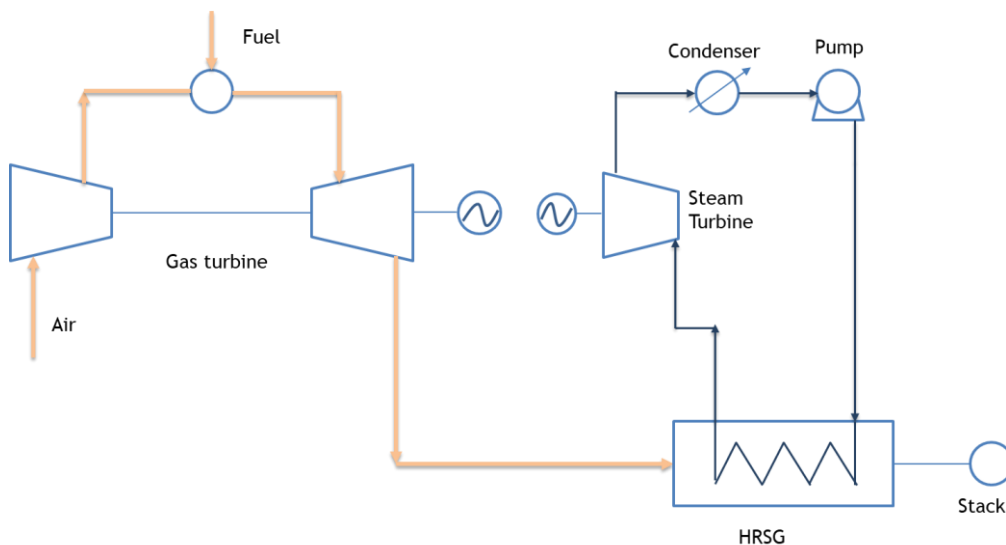 Fuel
Condenser
Pump
Steam
Turbine
Gas turbine
Air
Stack
HRSG